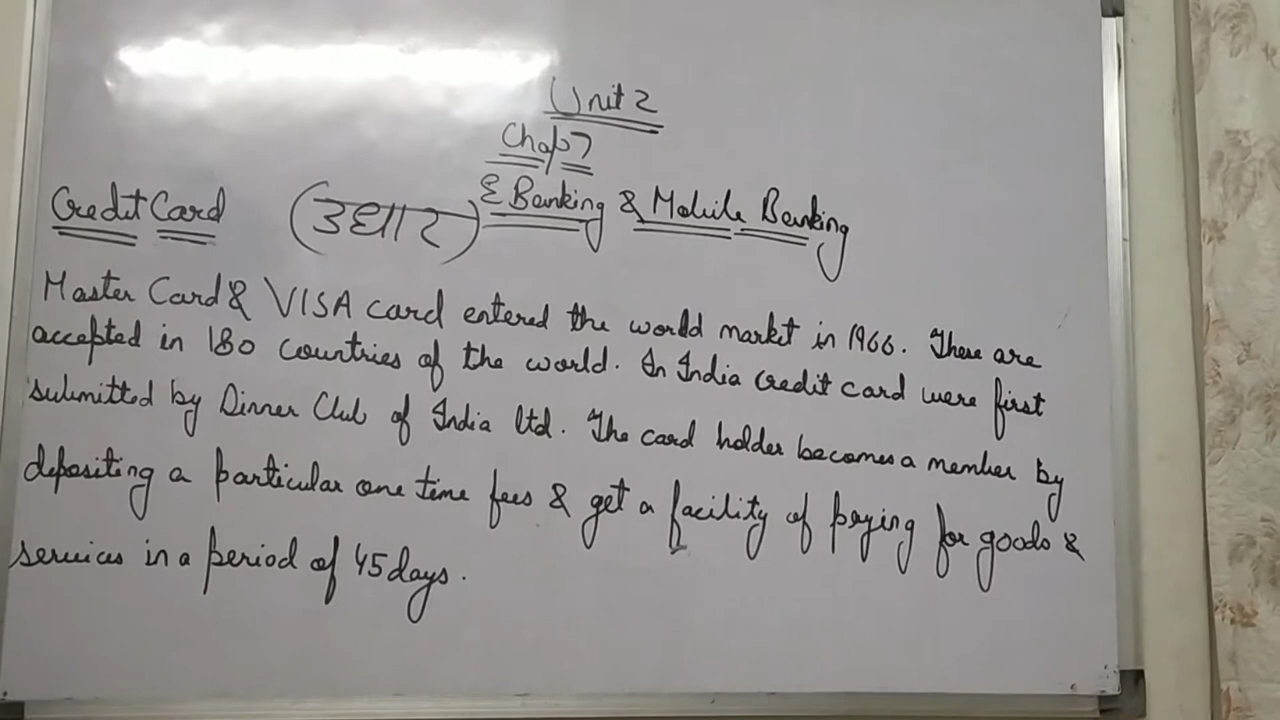 Unit 2
Chap 7
E Banking & Mobile Banking
Credit Card (उधार)
Master Card & VISA card entered the world market in 1966. These are
accepted in 180 countries of the world. In India credit card were first
submitted by Dinner Club of India ltd. The card holder becomes a member by
depositing a particular one time fees & get a facility of paying for goods &
services in a period of 45 days.